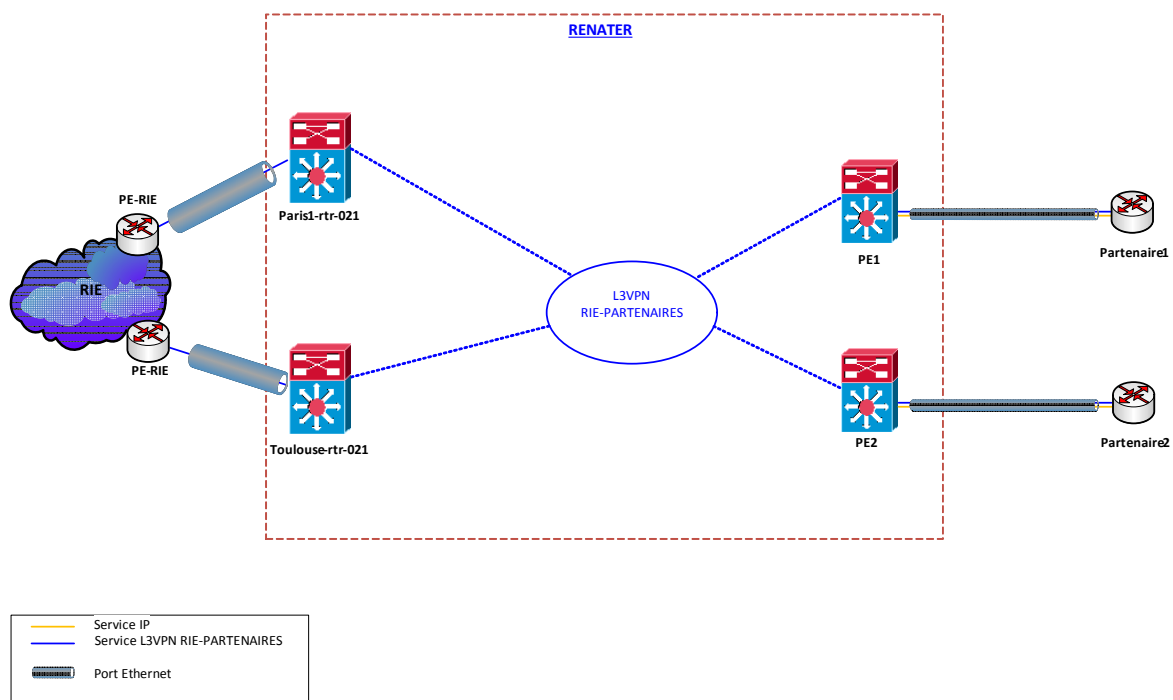 RENATER
Paris1-rtr-021
PE-RIE
RIE
PE-RIE
Toulouse-rtr-021
L3VPN
RIE-PARTENAIRES
PE1
Partenaire1
PE2
Partenaire2
Service IP
Service L3VPN RIE-PARTENAIRES
Port Ethernet